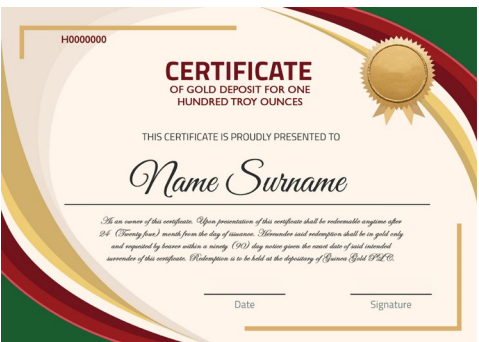 H0000000
CERTIFICATE
OF GOLD DEPOSIT FOR ONE
HUNDRED TROY OUNCES
THIS CERTIFICATE IS PROUDLY PRESENTED TO
Name Surname
As an owner of this certificate. Upon presentation of this certificate shall be redeemable anytime after
24 (Twenty four) month from the day of issuance. Hereunder said redemption shall be in gold only
and requested by bearer within a ninety (90) day notice given the exact date of said intended
surrender of this certificate. Redemption is to be held at the depositary of Guinea Gold PLC.
Date
Signature